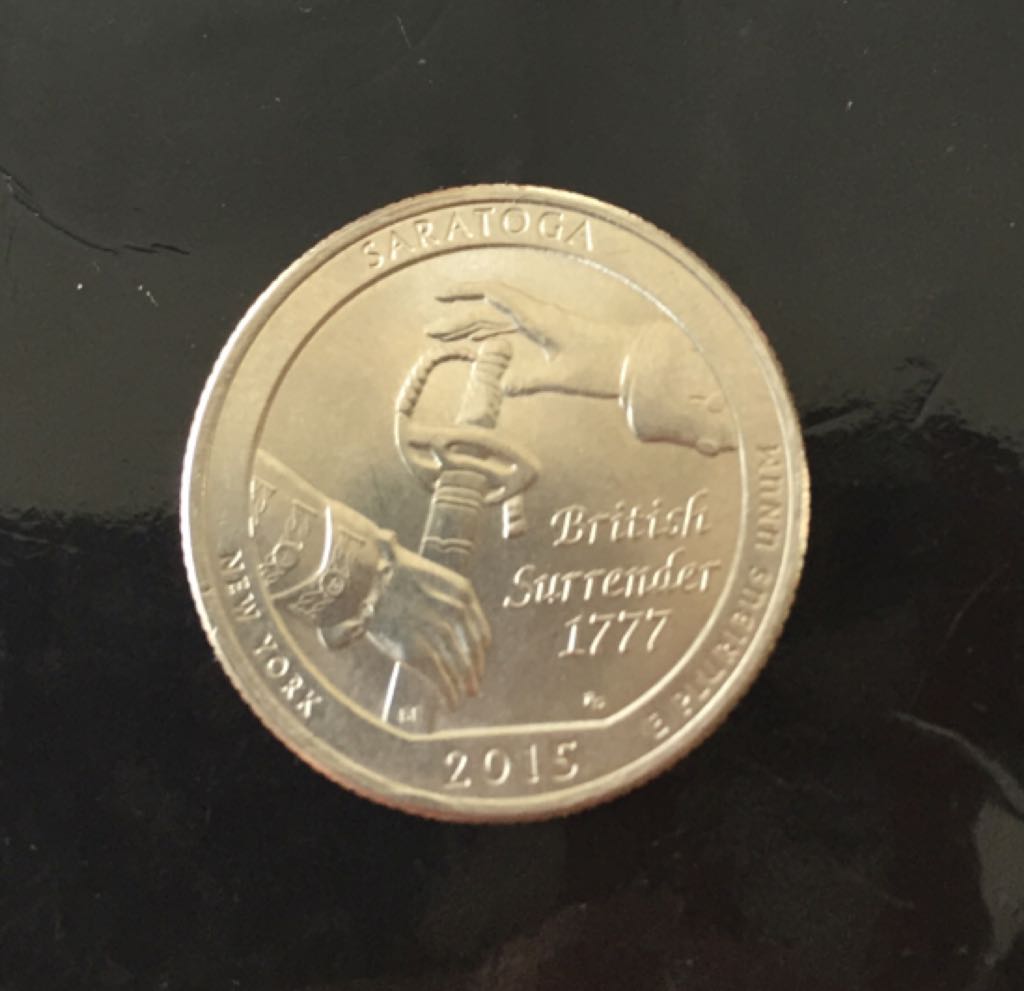 SARATOGA
British
Surrender
1777
NEW YORK
2015
E PLURIBUS UNUM